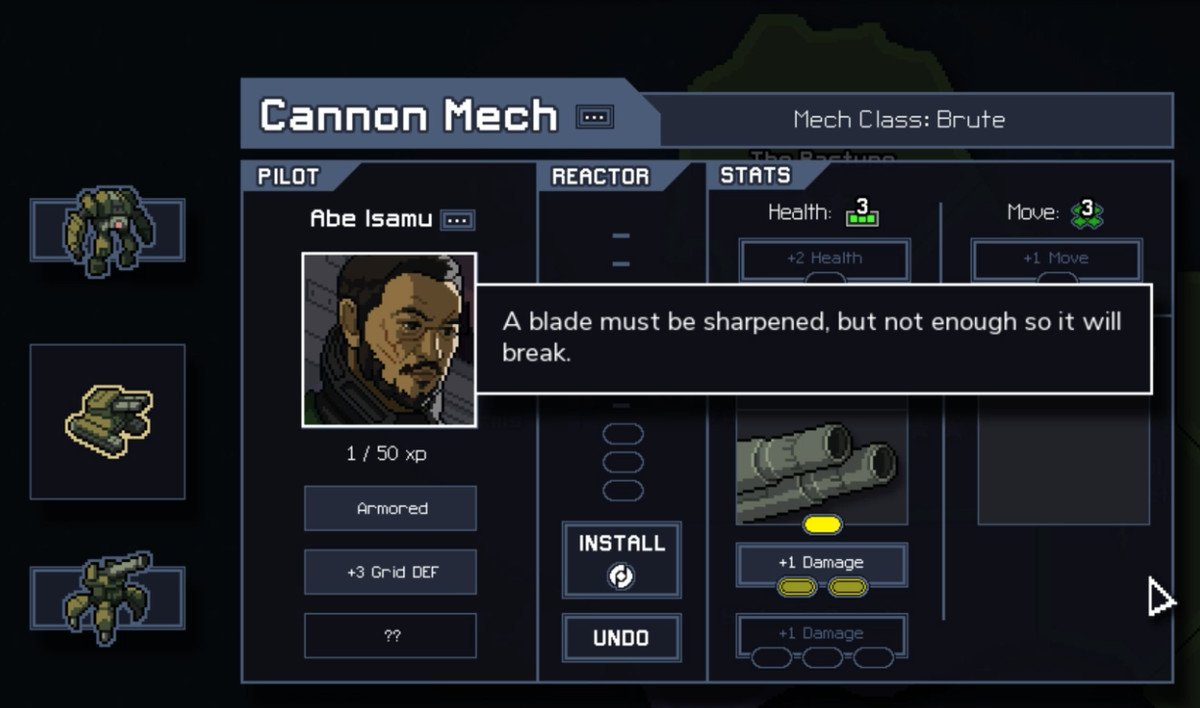 Cannon Mech
Mech Class: Brute
PILOT
REACTOR
STATS
Abe Isamu
Health: 3
Move: 3
+2 Health
+1 Move
A blade must be sharpened, but not enough so it will
break.
1 / 50 xp
Armored
+3 Grid DEF
??
INSTALL
UNDO
+1 Damage
+1 Damage